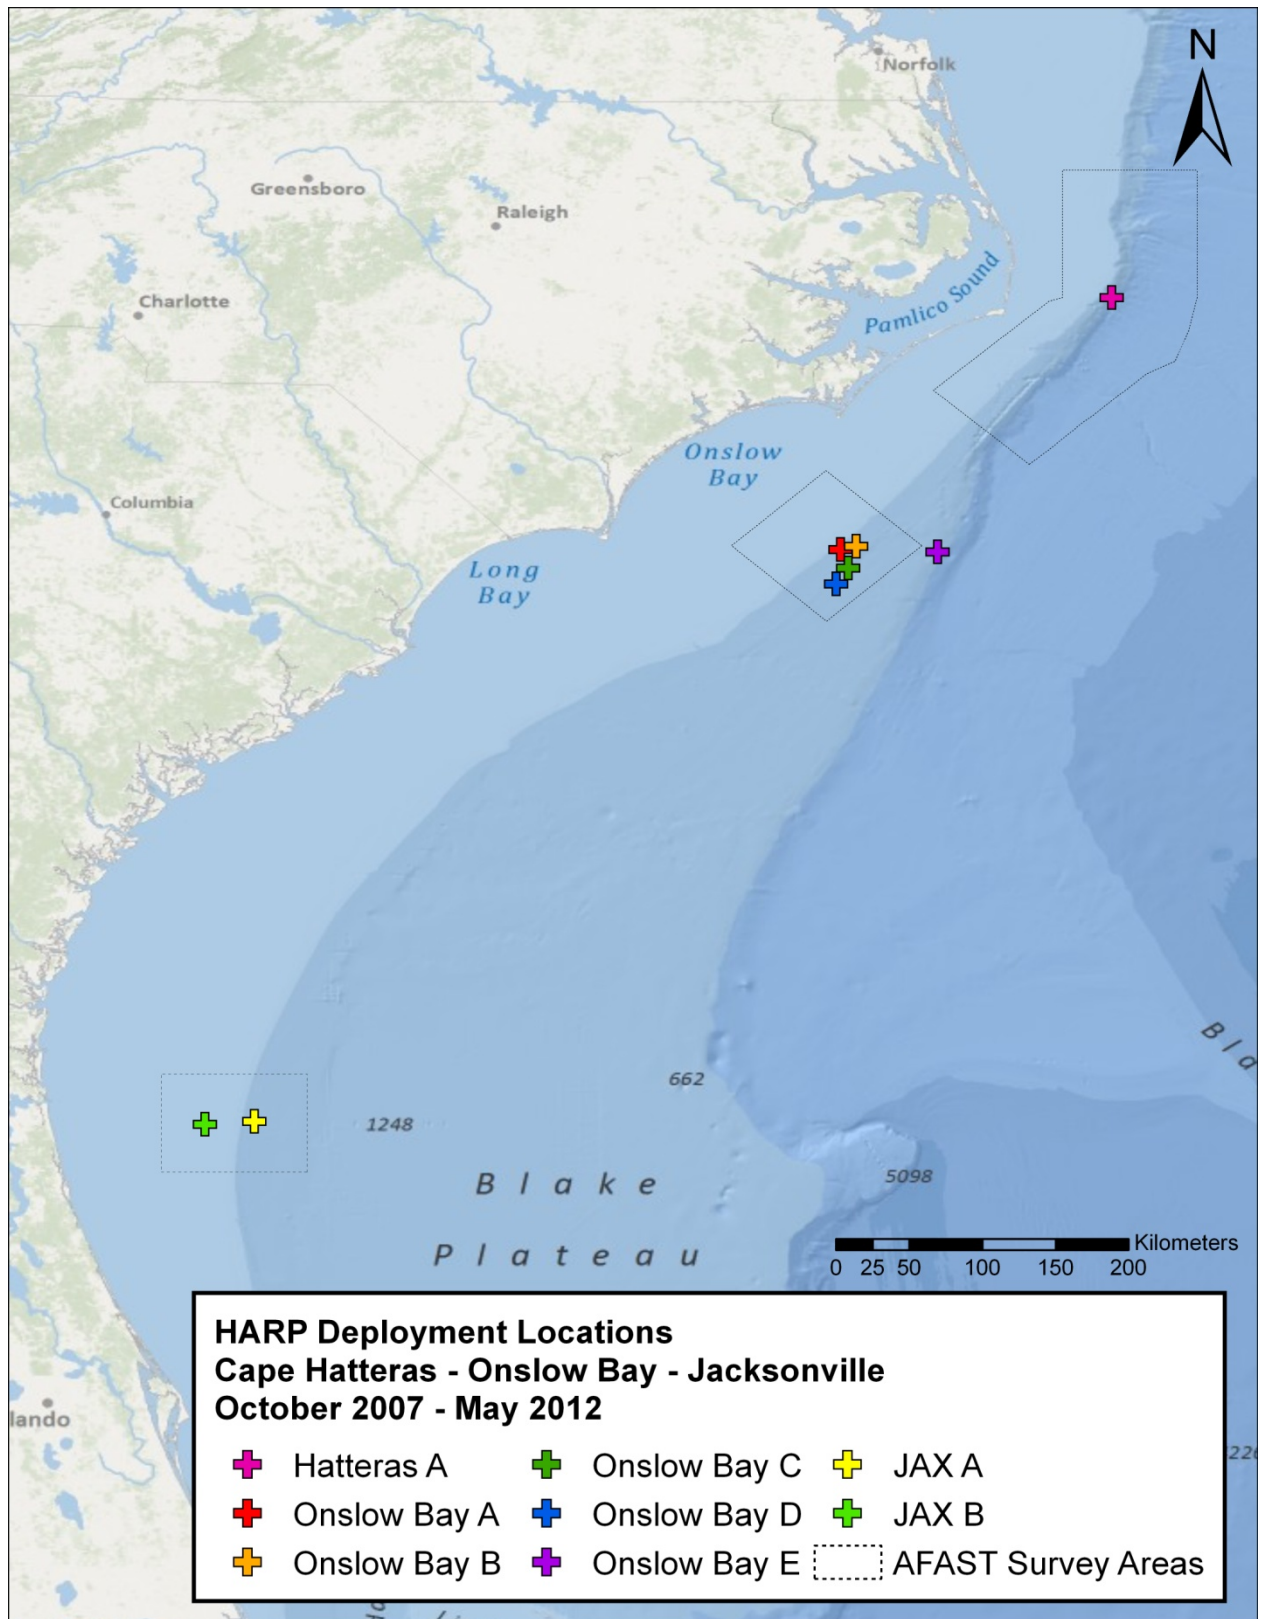 N
Norfolk
Greensboro
Raleigh
Charlotte
Pamlico Sound
Onslow
Bay
Columbia
Long
Bay
662
1248
5098
Blake
Plateau
Kilometers
0 25 50 100 150 200
HARP Deployment Locations
Cape Hatteras - Onslow Bay - Jacksonville
October 2007 - May 2012
lando
Hatteras A
Onslow Bay C
JAX A
Onslow Bay A
Onslow Bay D
JAX B
Onslow Bay B
Onslow Bay E
AFAST Survey Areas